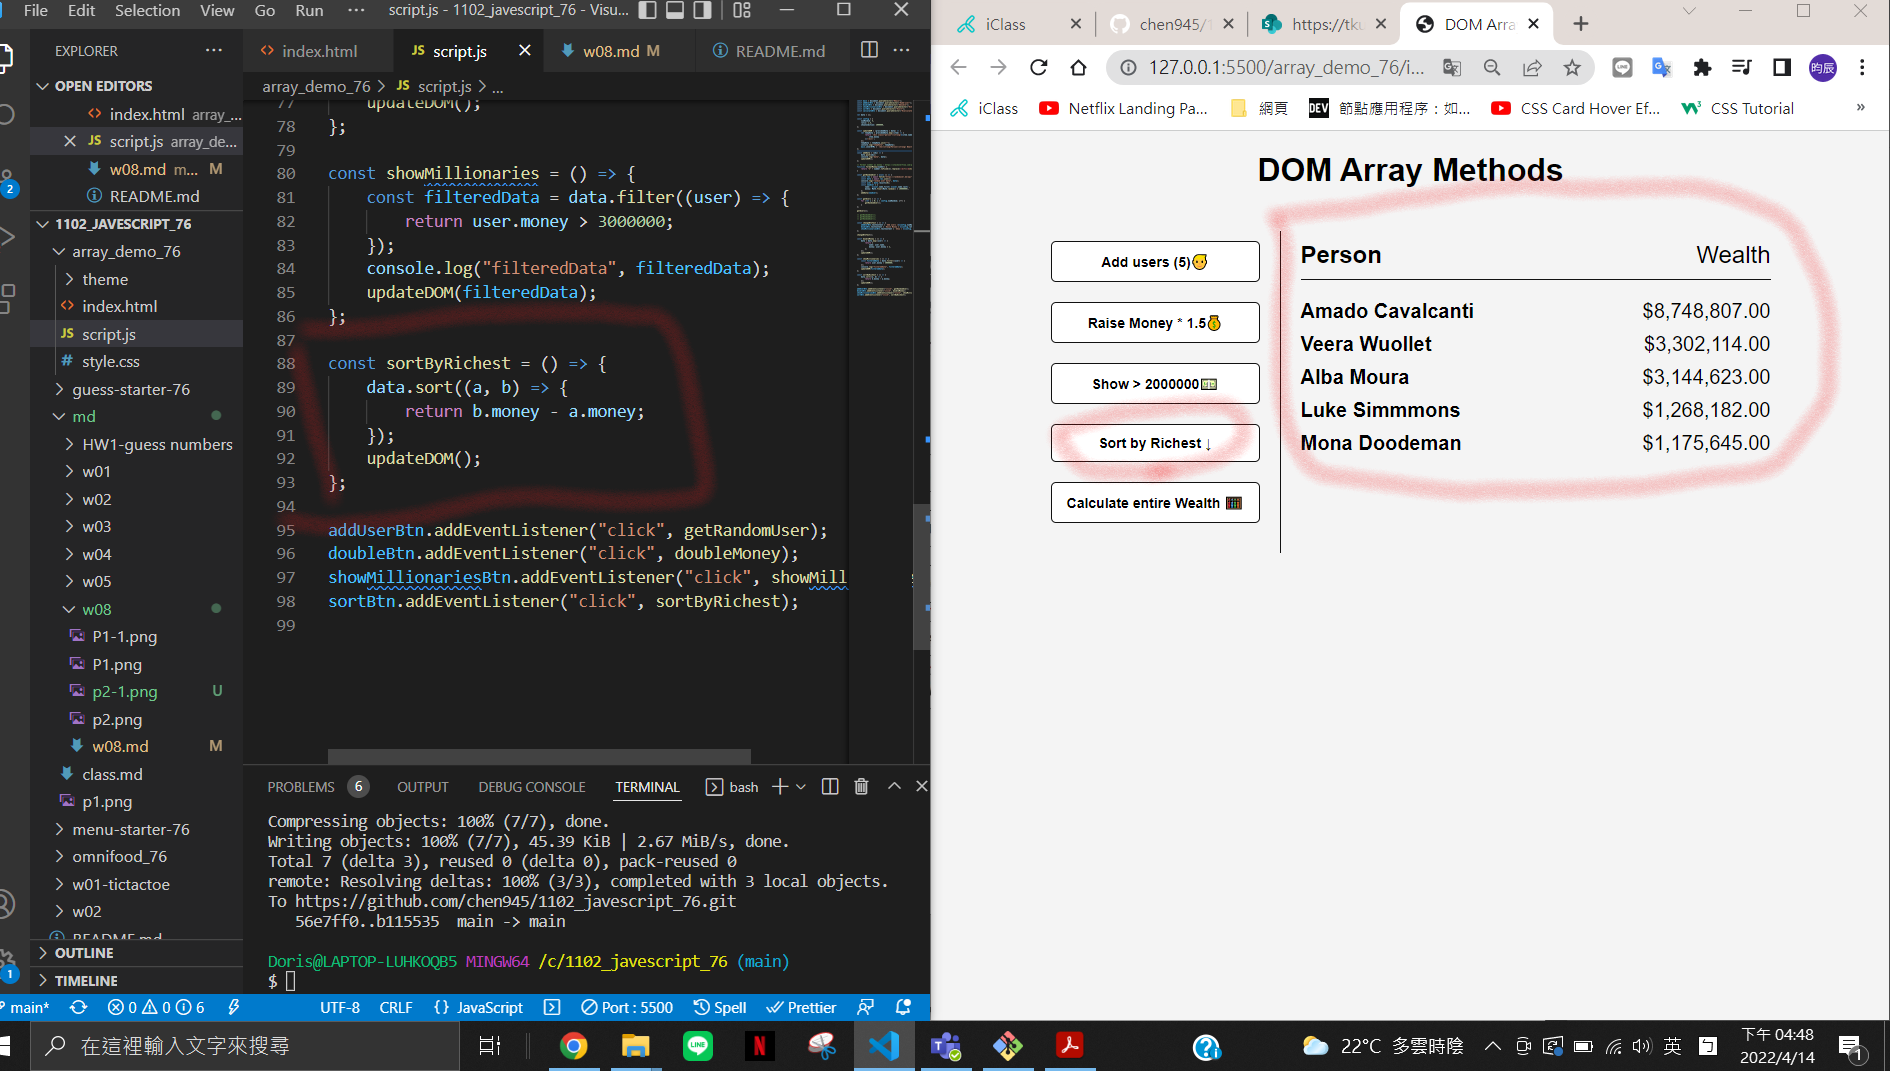 File Edit Selection View Go Run ··· script.js - 1102_javescript_76 - Visu...
EXPLORER ···
OPEN EDITORS
index.html array_...
script.js array_de...
w08.md m... M
README.md
1102_JAVESCRIPT_76
array_demo_76
theme
index.html
script.js
style.css
guess-starter-76
md
HW1-guess numbers
w01
w02
w03
w04
w05
w08
P1-1.png
P1.png
p2-1.png U
p2.png
w08.md M
class.md
p1.png
menu-starter-76
omnifood_76
w01-tictactoe
w02
README.md
OUTLINE
TIMELINE
2
1
index.html script.js w08.md M README.md
array_demo_76 > JS script.js > ...
77 updateDOM();
78 };
79
80 const showMillionaries = () => {
81 const filteredData = data.filter((user) => {
82 return user.money > 3000000;
83 });
84 console.log("filteredData", filteredData);
85 updateDOM(filteredData);
86 };
87
88 const sortByRichest = () => {
89 data.sort((a, b) => {
90 return b.money - a.money;
91 });
92 updateDOM();
93 };
94
95 addUserBtn.addEventListener("click", getRandomUser);
96 doubleBtn.addEventListener("click", doubleMoney);
97 showMillionariesBtn.addEventListener("click", showMill
98 sortBtn.addEventListener("click", sortByRichest);
99
PROBLEMS 6 OUTPUT DEBUG CONSOLE TERMINAL bash
Compressing objects: 100% (7/7), done.
Writing objects: 100% (7/7), 45.39 KiB | 2.67 MiB/s, done.
Total 7 (delta 3), reused 0 (delta 0), pack-reused 0
remote: Resolving deltas: 100% (3/3), completed with 3 local objects.
To https://github.com/chen945/1102_javescript_76.git
56e7ff0..b115535 main -> main
Doris@LAPTOP-LUHKOQB5 MINGW64 /c/1102_javescript_76 (main)
$
main* 0 0 6 UTF-8 CRLF {} JavaScript Port : 5500 Spell Prettier
iClass chen945/1 https://tku DOM Arra
127.0.0.1:5500/array_demo_76/i... 昀辰
iClass Netflix Landing Pa... 網頁 DEV 節點應用程序：如... CSS Card Hover Ef... CSS Tutorial »
DOM Array Methods
Add users (5)
Raise Money * 1.5
Show > 2000000
Sort by Richest ↓
Calculate entire Wealth
Person Wealth
Amado Cavalcanti $8,748,807.00
Veera Wuollet $3,302,114.00
Alba Moura $3,144,623.00
Luke Simmmons $1,268,182.00
Mona Doodeman $1,175,645.00
在這裡輸入文字來搜尋 22°C 多雲時陰 英 下午 04:48
2022/4/14 1